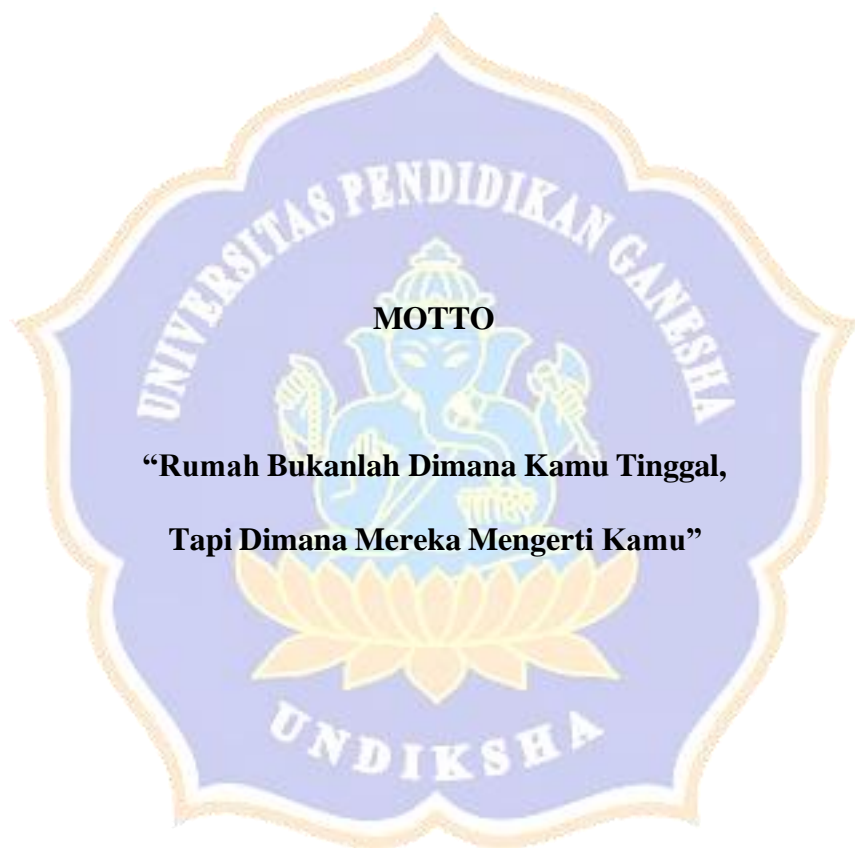 UNIVERSITAS PENDIDIKAN GANESHA
MOTTO
“Rumah Bukanlah Dimana Kamu Tinggal,
Tapi Dimana Mereka Mengerti Kamu”
UNDIKSHA